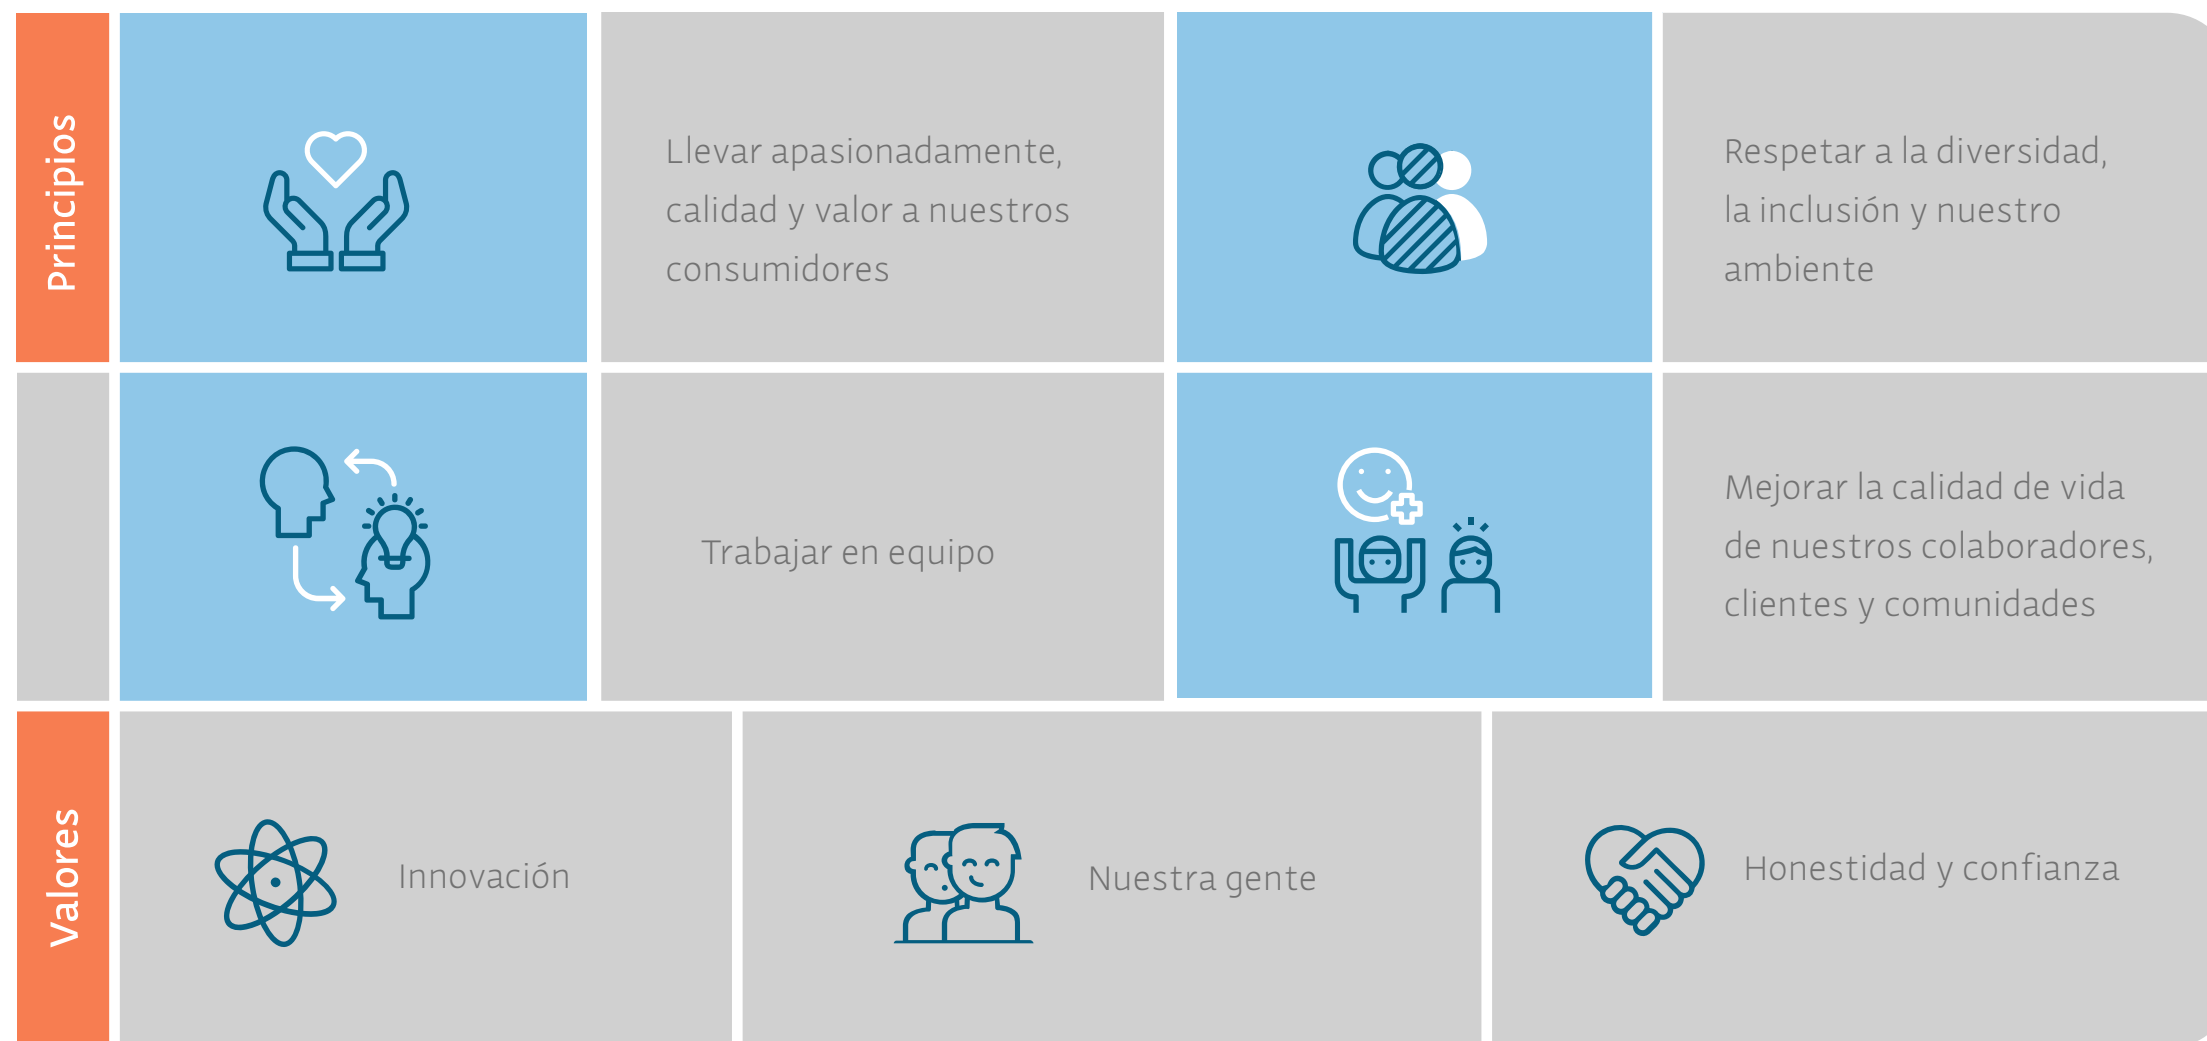 Principios
Llevar apasionadamente,
calidad y valor a nuestros
consumidores
Respetar a la diversidad,
la inclusión y nuestro
ambiente
Trabajar en equipo
Mejorar la calidad de vida
de nuestros colaboradores,
clientes y comunidades
Valores
Innovación
Nuestra gente
Honestidad y confianza